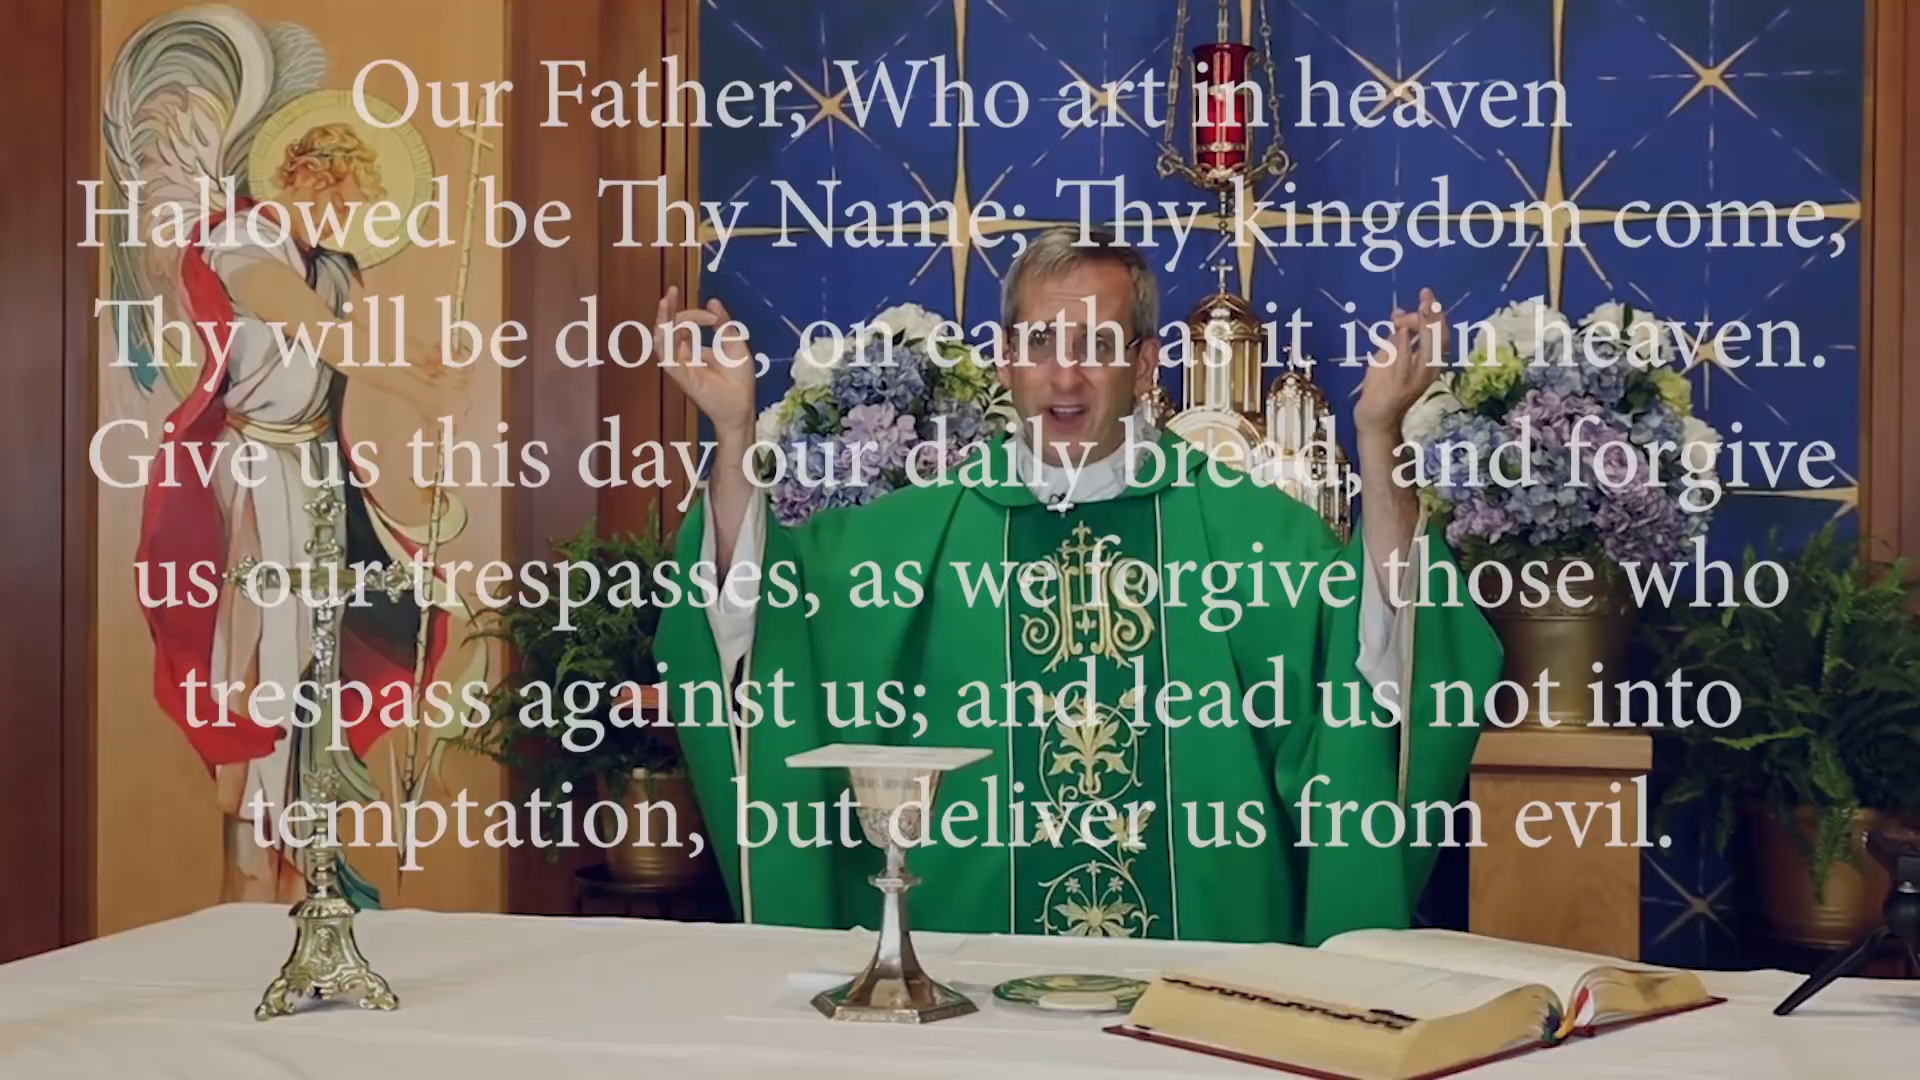 Our Father, Who art in heaven
Hallowed be Thy Name; Thy kingdom come,
Thy will be done, on earth as it is in heaven.
Give us this day our daily bread, and forgive
us our trespasses, as we forgive those who
trespass against us; and lead us not into
temptation, but deliver us from evil.
IHS